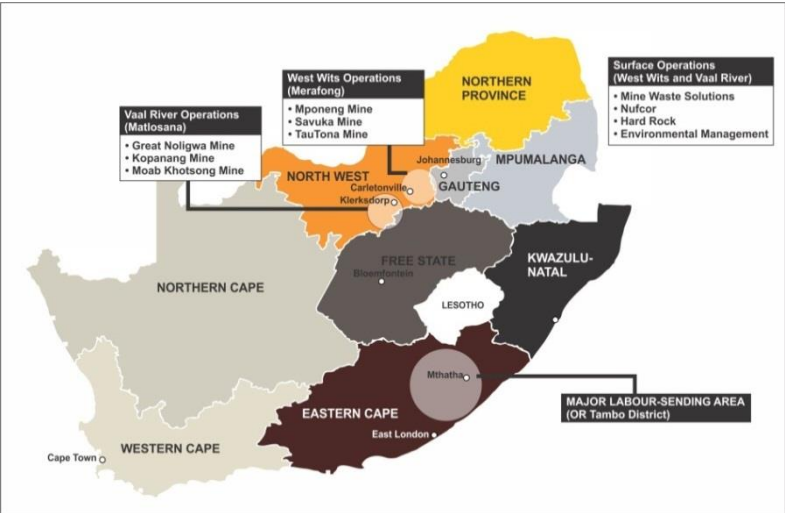 NORTHERN
PROVINCE
Surface Operations
(West Wits and Vaal River)
• Mine Waste Solutions
• Nufcor
• Hard Rock
• Environmental Management
West Wits Operations
(Merafong)
• Mponeng Mine
• Savuka Mine
• TauTona Mine
Vaal River Operations
(Matlosana)
• Great Noligwa Mine
• Kopanang Mine
• Moab Khotsong Mine
Johannesburg
MPUMALANGA
NORTH WEST
Carletonville
GAUTENG
Klerksdorp
FREE STATE
Bloemfontein
KWAZULU-
NATAL
NORTHERN CAPE
LESOTHO
Mthatha
MAJOR LABOUR-SENDING AREA
(OR Tambo District)
EASTERN CAPE
East London
WESTERN CAPE
Cape Town